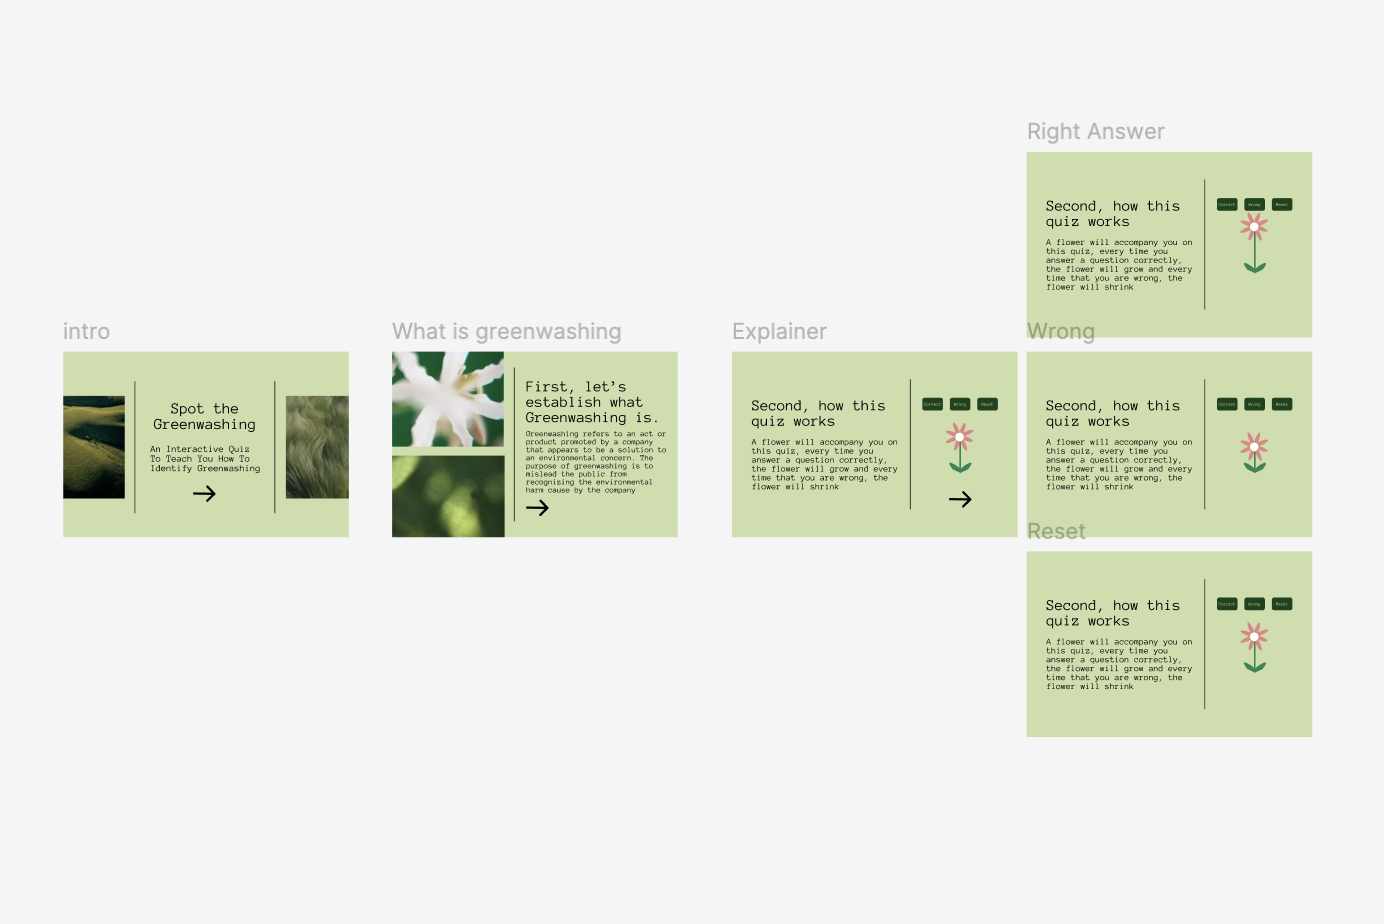 Right Answer
Second, how this
quiz works
A flower will accompany you on
this quiz, every time you
answer a question correctly,
the flower will grow and every
time that you are wrong, the
flower will shrink
Correct
Wrong
Reset
intro
Spot the
Greenwashing
An Interactive Quiz
To Teach You How To
Identify Greenwashing
What is greenwashing
First, let's
establish what
Greenwashing is.
Greenwashing refers to an act or
product promoted by a company
that appears to be a solution to
an environmental concern. The
purpose of greenwashing is to
mislead the public from
recognizing the environmental
harm cause by the company
Explainer
Second, how this
quiz works
A flower will accompany you on
this quiz, every time you
answer a question correctly,
the flower will grow and every
time that you are wrong, the
flower will shrink
Correct
Wrong
Reset
Wrong
Second, how this
quiz works
A flower will accompany you on
this quiz, every time you
answer a question correctly,
the flower will grow and every
time that you are wrong, the
flower will shrink
Correct
Wrong
Reset
Reset
Second, how this
quiz works
A flower will accompany you on
this quiz, every time you
answer a question correctly,
the flower will grow and every
time that you are wrong, the
flower will shrink
Correct
Wrong
Reset